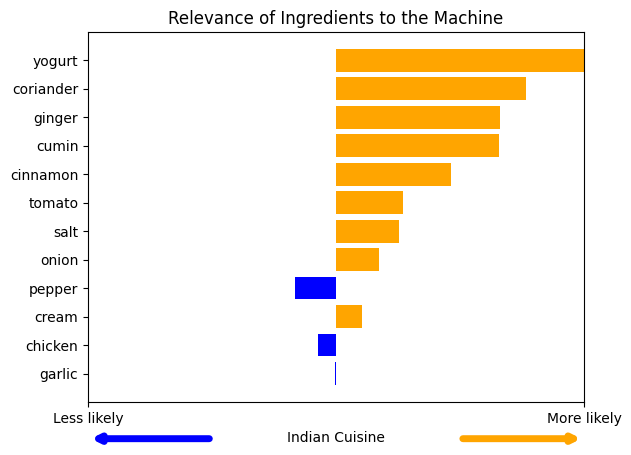 Relevance of Ingredients to the Machine
yogurt
coriander
ginger
cumin
cinnamon
tomato
salt
onion
pepper
cream
chicken
garlic
Less likely
More likely
Indian Cuisine